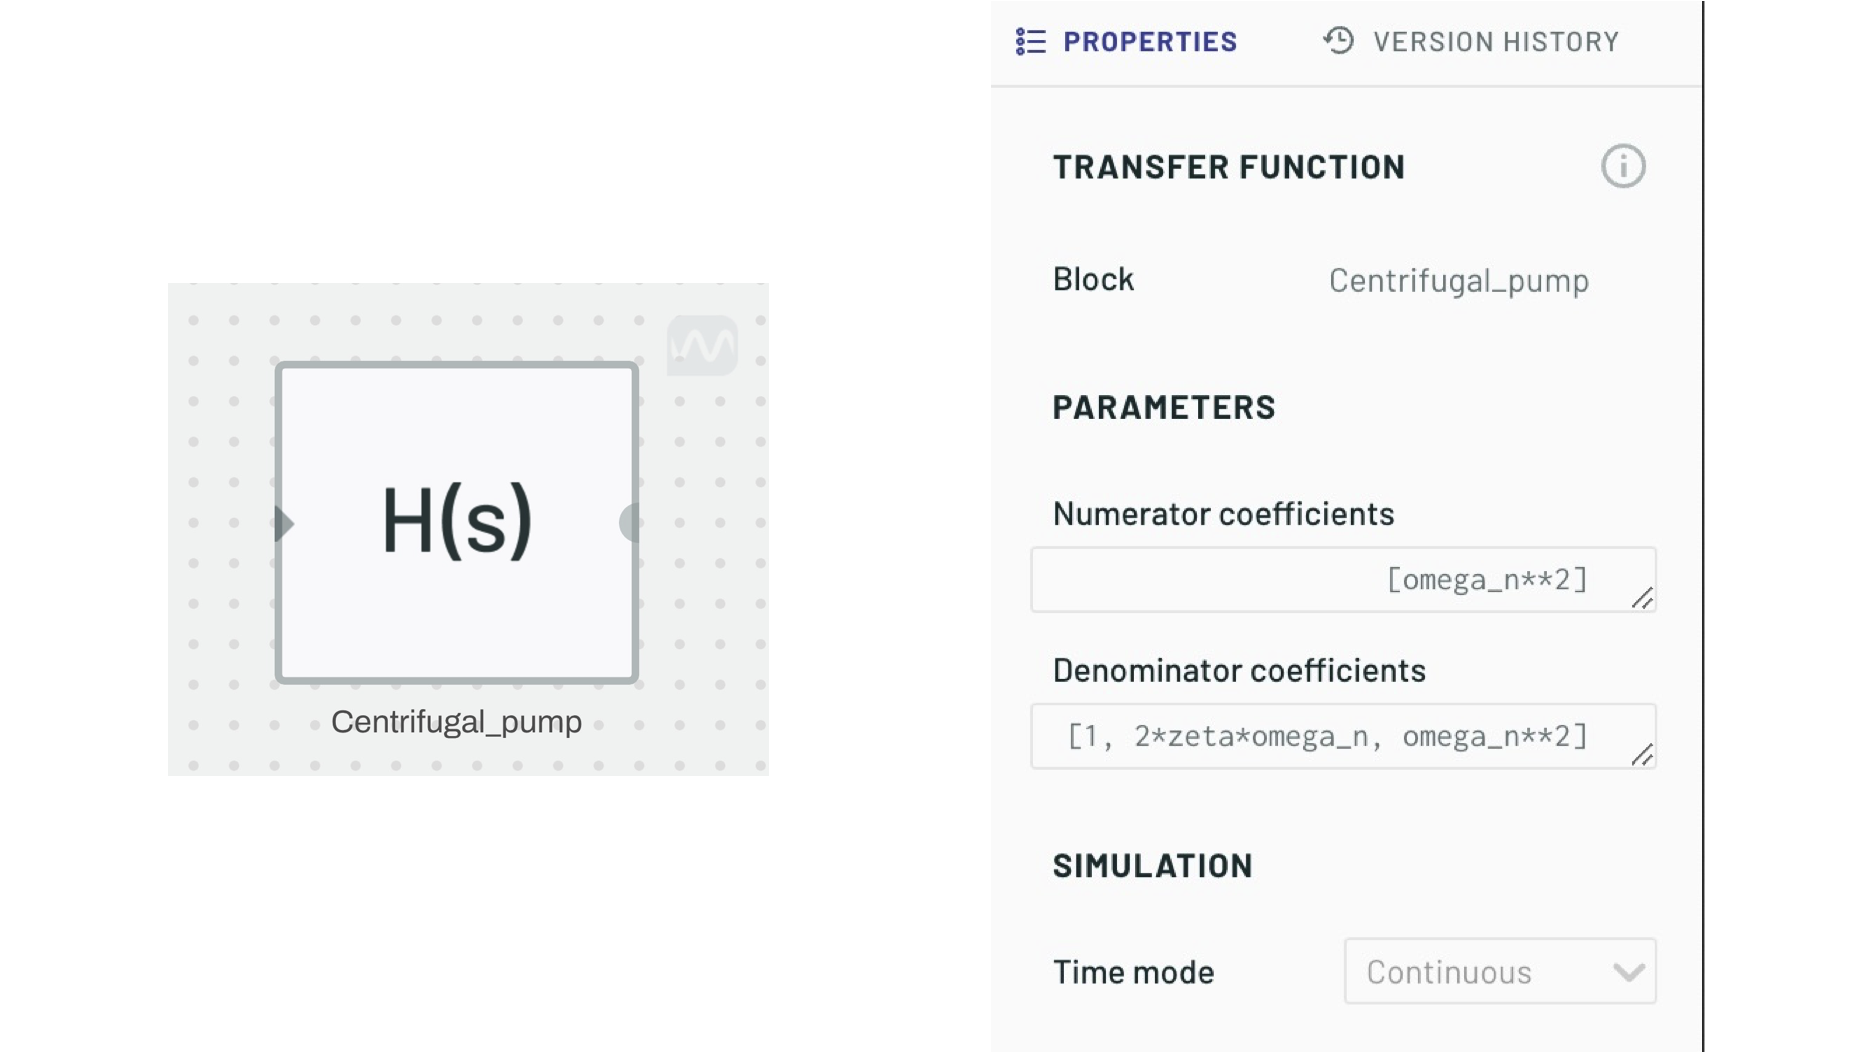 H(s)
Centrifugal_pump
PROPERTIES
VERSION HISTORY
TRANSFER FUNCTION
Block
Centrifugal_pump
PARAMETERS
Numerator coefficients
[omega_n**2]
Denominator coefficients
[1, 2*zeta*omega_n, omega_n**2]
SIMULATION
Time mode
Continuous